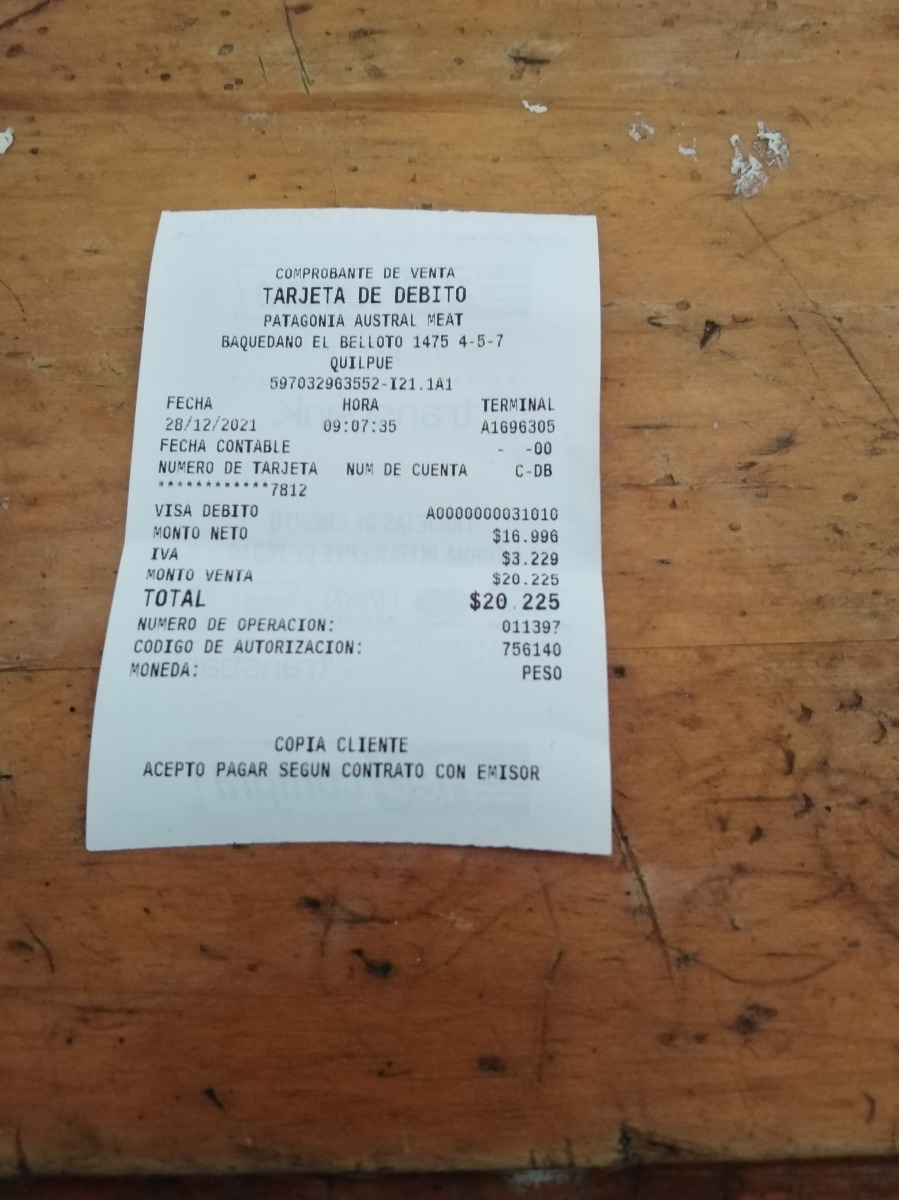 COMPROBANTE DE VENTA
TARJETA DE DEBITO
PATAGONIA AUSTRAL MEAT
BAQUEDANO EL BELLOTO 1475 4-5-7
QUILPUE
597032963552-I21.1A1
FECHA HORA TERMINAL
28/12/2021 09:07:35 A1696305
FECHA CONTABLE - -00
NUMERO DE TARJETA NUM DE CUENTA C-DB
************7812
VISA DEBITO A0000000031010
MONTO NETO $16.996
IVA $3.229
MONTO VENTA $20.225
TOTAL $20.225
NUMERO DE OPERACION: 011397
CODIGO DE AUTORIZACION: 756140
MONEDA: PESO
COPIA CLIENTE
ACEPTO PAGAR SEGUN CONTRATO CON EMISOR